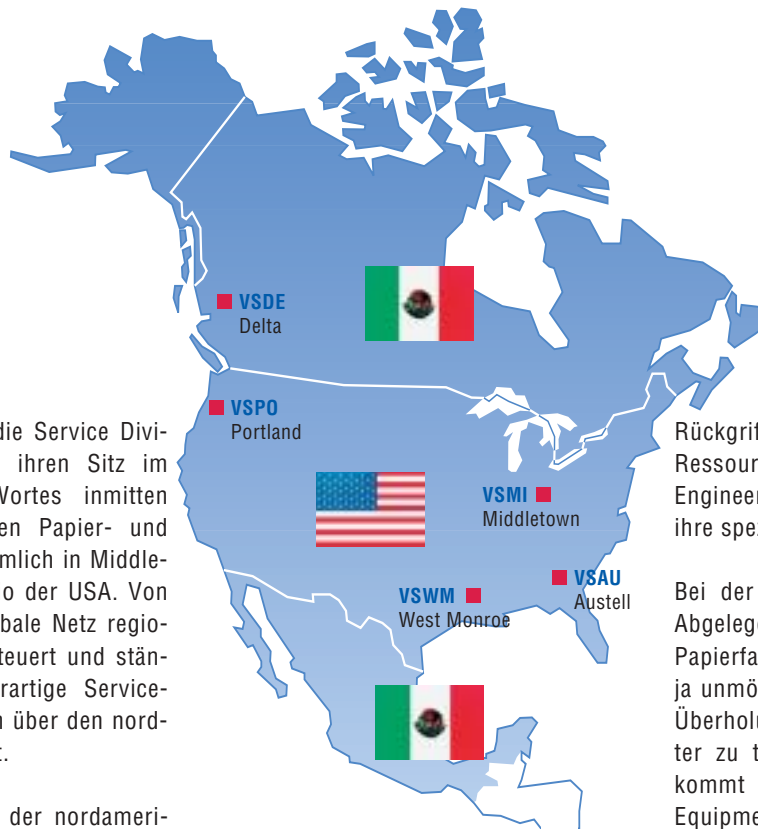 VSDE
Delta
VSPO
Portland
VSMI
Middletown
VSAU
Austell
VSWM
West Monroe
die Service Divi-
ihren Sitz im
Wortes inmitten
en Papier- und
mlich in Middle-
o der USA. Von
bale Netz regio-
teuert und stän-
rartige Service-
n über den nord-
t.
der nordameri-
Rückgrif
Ressour
Engineer
ihre spez
Bei der
Abgelege
Papierfa
ja unmö
Überholu
ter zu t
kommt
Equipme